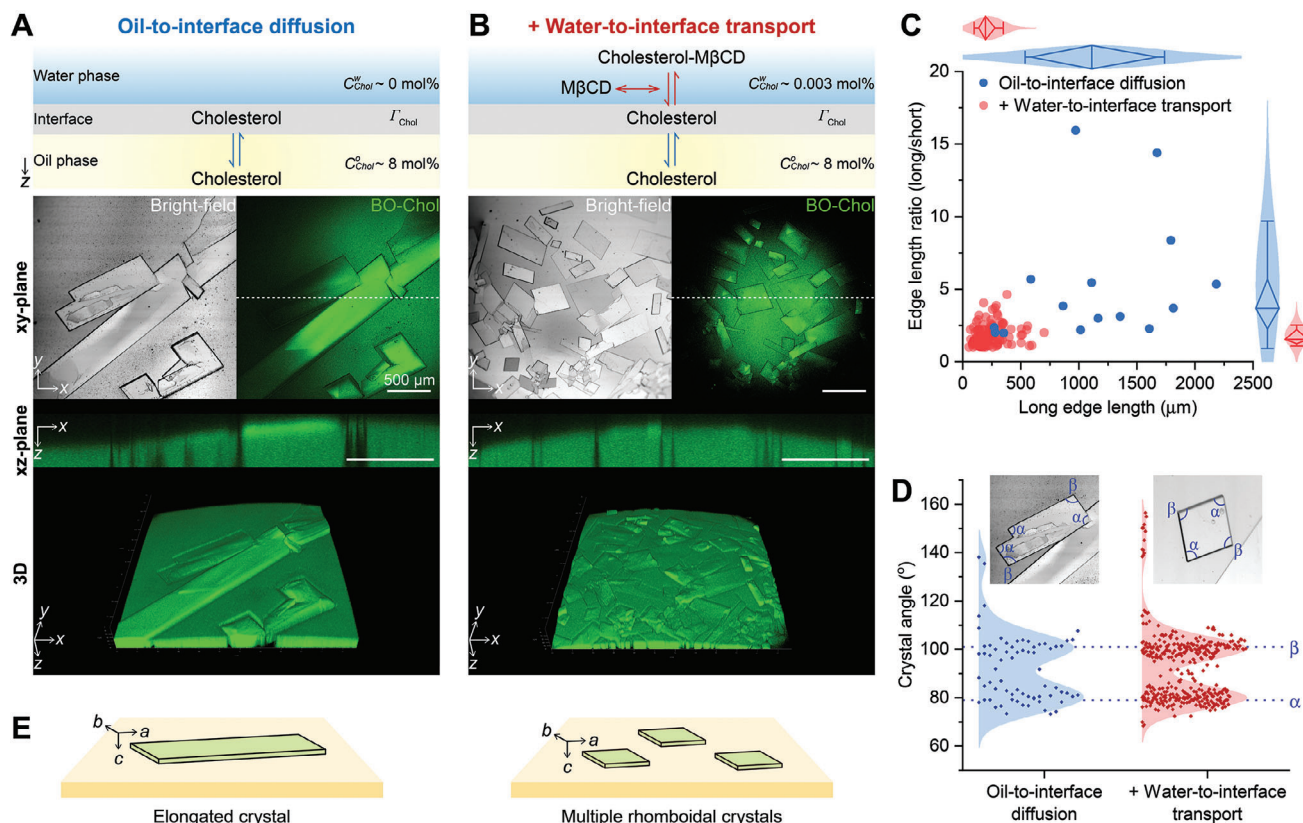 A
Oil-to-interface diffusion
Water phase
C^w_Chol ~ 0 mol%
Interface
Cholesterol
Γ_Chol
Oil phase
C^o_Chol ~ 8 mol%
Cholesterol
z
xy-plane
Bright-field
BO-Chol
y
x
500 μm
xz-plane
x
z
3D
y
x
z
B
+ Water-to-interface transport
Cholesterol-MβCD
MβCD
C^w_Chol ~ 0.003 mol%
Cholesterol
Γ_Chol
C^o_Chol ~ 8 mol%
Cholesterol
Bright-field
BO-Chol
y
x
x
z
y
x
z
C
Edge length ratio (long/short)
20
15
10
5
0
Oil-to-interface diffusion
+ Water-to-interface transport
0 500 1000 1500 2000 2500
Long edge length (μm)
D
Crystal angle (º)
160
140
120
100
80
60
β
α
α
α
β
α
β
α
β
β
α
Oil-to-interface
diffusion
+ Water-to-interface
transport
E
b
a
c
Elongated crystal
b
a
c
Multiple rhomboidal crystals